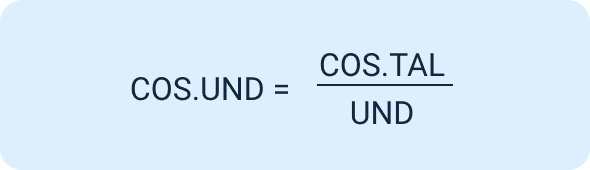 COS.UND = COS.TAL
UND